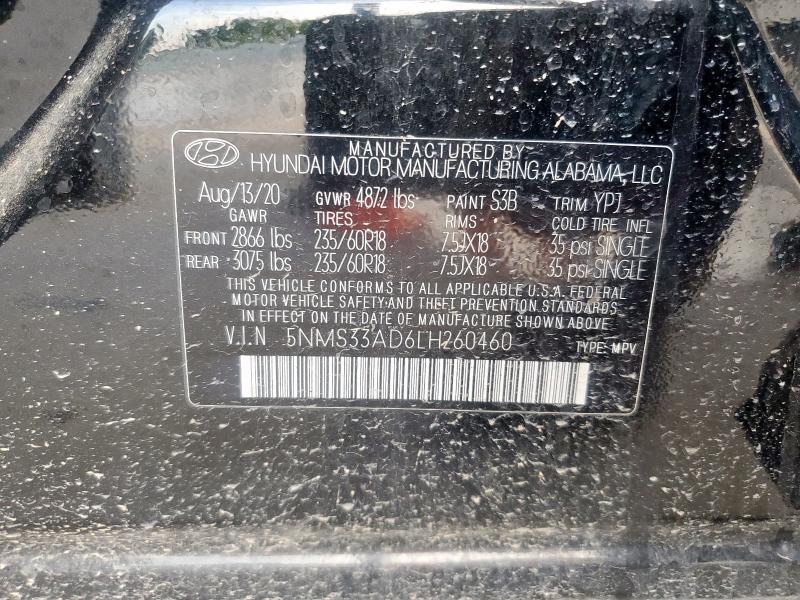 MANUFACTURED BY
HYUNDAI MOTOR MANUFACTURING ALABAMA, LLC
Aug/13/20 GVWR 4872 lbs PAINT S3B TRIM YPJ
GAWR TIRES RIMS COLD TIRE INFL
FRONT 2866 lbs 235/60R18 7.5JX18 35 psi SINGLE
REAR 3075 lbs 235/60R18 7.5JX18 35 psi SINGLE
THIS VEHICLE CONFORMS TO ALL APPLICABLE U.S.A. FEDERAL
MOTOR VEHICLE SAFETY AND THEFT PREVENTION STANDARDS
IN EFFECT ON THE DATE OF MANUFACTURE SHOWN ABOVE
V.I.N 5NMS33AD6LH260460 TYPE: MPV